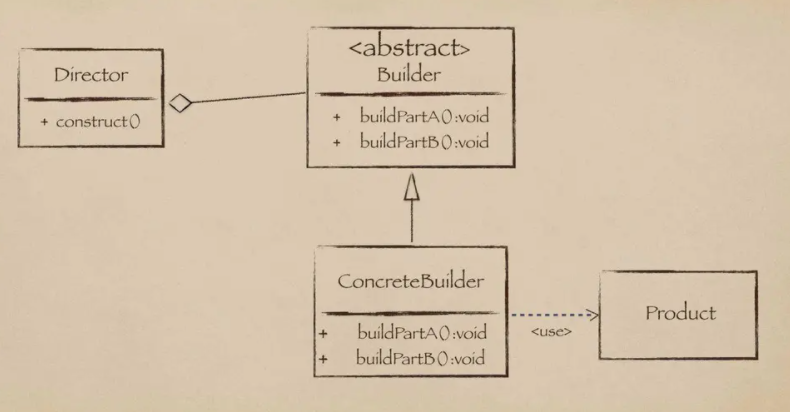 Director
+ construct()
<abstract>
Builder
+ buildPartA():void
+ buildPartB():void
ConcreteBuilder
+ buildPartA():void
+ buildPartB():void
<use>
Product